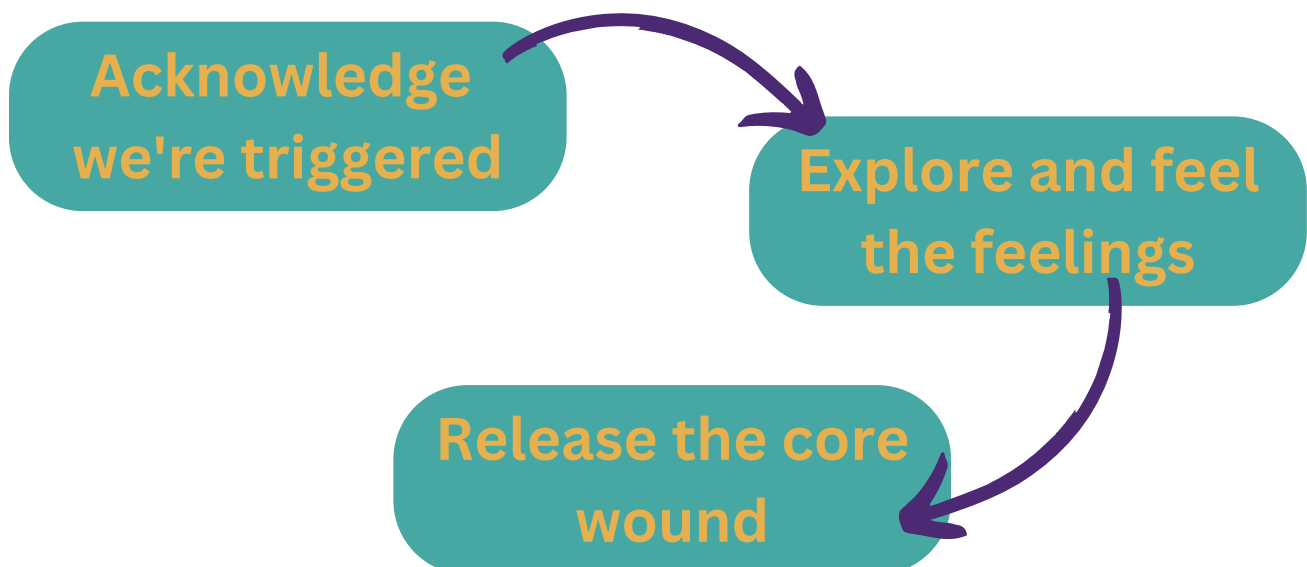 Acknowledge
we're triggered
Explore and feel
the feelings
Release the core
wound